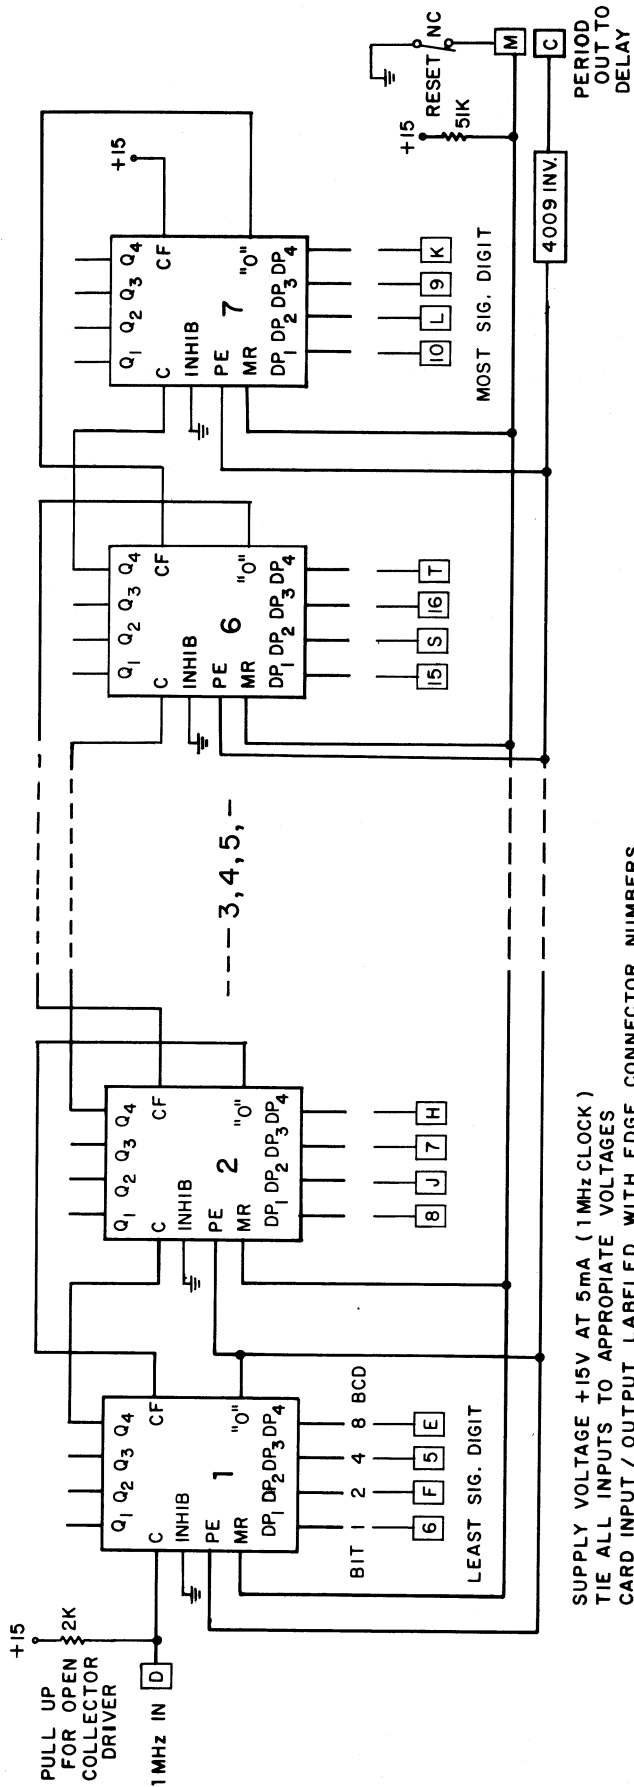 PULL UP
FOR OPEN
COLLECTOR
DRIVER
+15
2K
1 MHz IN
D
Q1 Q2 Q3 Q4
C
CF
INHIB
1
PE
MR
"O"
DP1 DP2 DP3 DP4
BIT 1 2 4 8 BCD
6 F 5 E
LEAST SIG. DIGIT
Q1 Q2 Q3 Q4
C
CF
INHIB
2
PE
MR
"O"
DP1 DP2 DP3 DP4
8 J 7 H
---3,4,5,-
Q1 Q2 Q3 Q4
C
CF
INHIB
6
PE
MR
"O"
DP1 DP2 DP3 DP4
15 S 16 T
Q1 Q2 Q3 Q4
C
CF
+15
INHIB
7
PE
MR
"O"
DP1 DP2 DP3 DP4
10 L 9 K
MOST SIG. DIGIT
RESET NC
+15
51K
M
C
4009 INV.
PERIOD
OUT TO
DELAY
SUPPLY VOLTAGE +15V AT 5mA (1MHz CLOCK)
TIE ALL INPUTS TO APPROPIATE VOLTAGES
CARD INPUT/OUTPUT LABELED WITH EDGE CONNECTOR NUMBERS